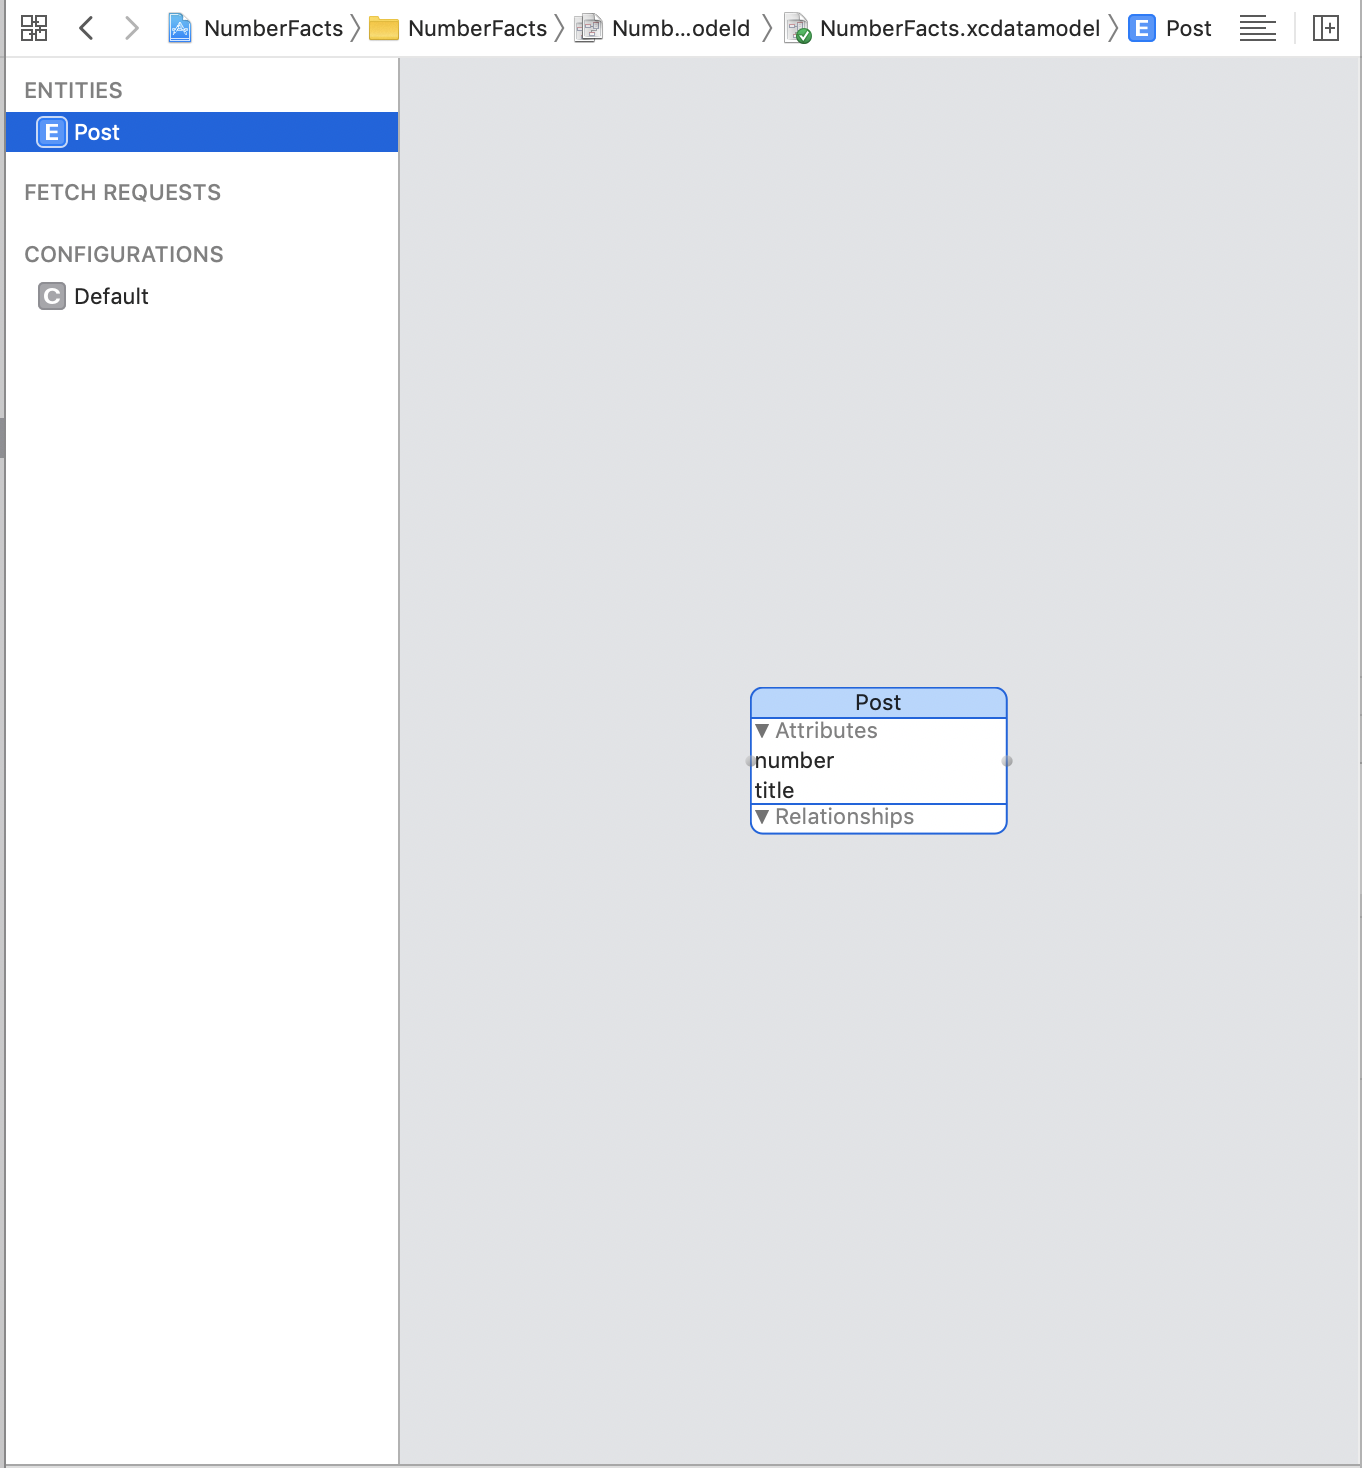 NumberFacts NumberFacts Numb...odeld NumberFacts.xcdatamodel E Post
ENTITIES
E Post
FETCH REQUESTS
CONFIGURATIONS
C Default
Post
Attributes
number
title
Relationships